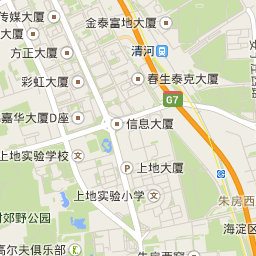 传媒大厦
金泰富地大厦
方正大厦
清河
彩虹大厦
春生泰克大厦
G7
嘉华大厦D座
信息大厦
上地实验学校
文
P
上地大厦
上地实验小学
文
朱房西
郊野公园
海淀区
高尔夫俱乐部